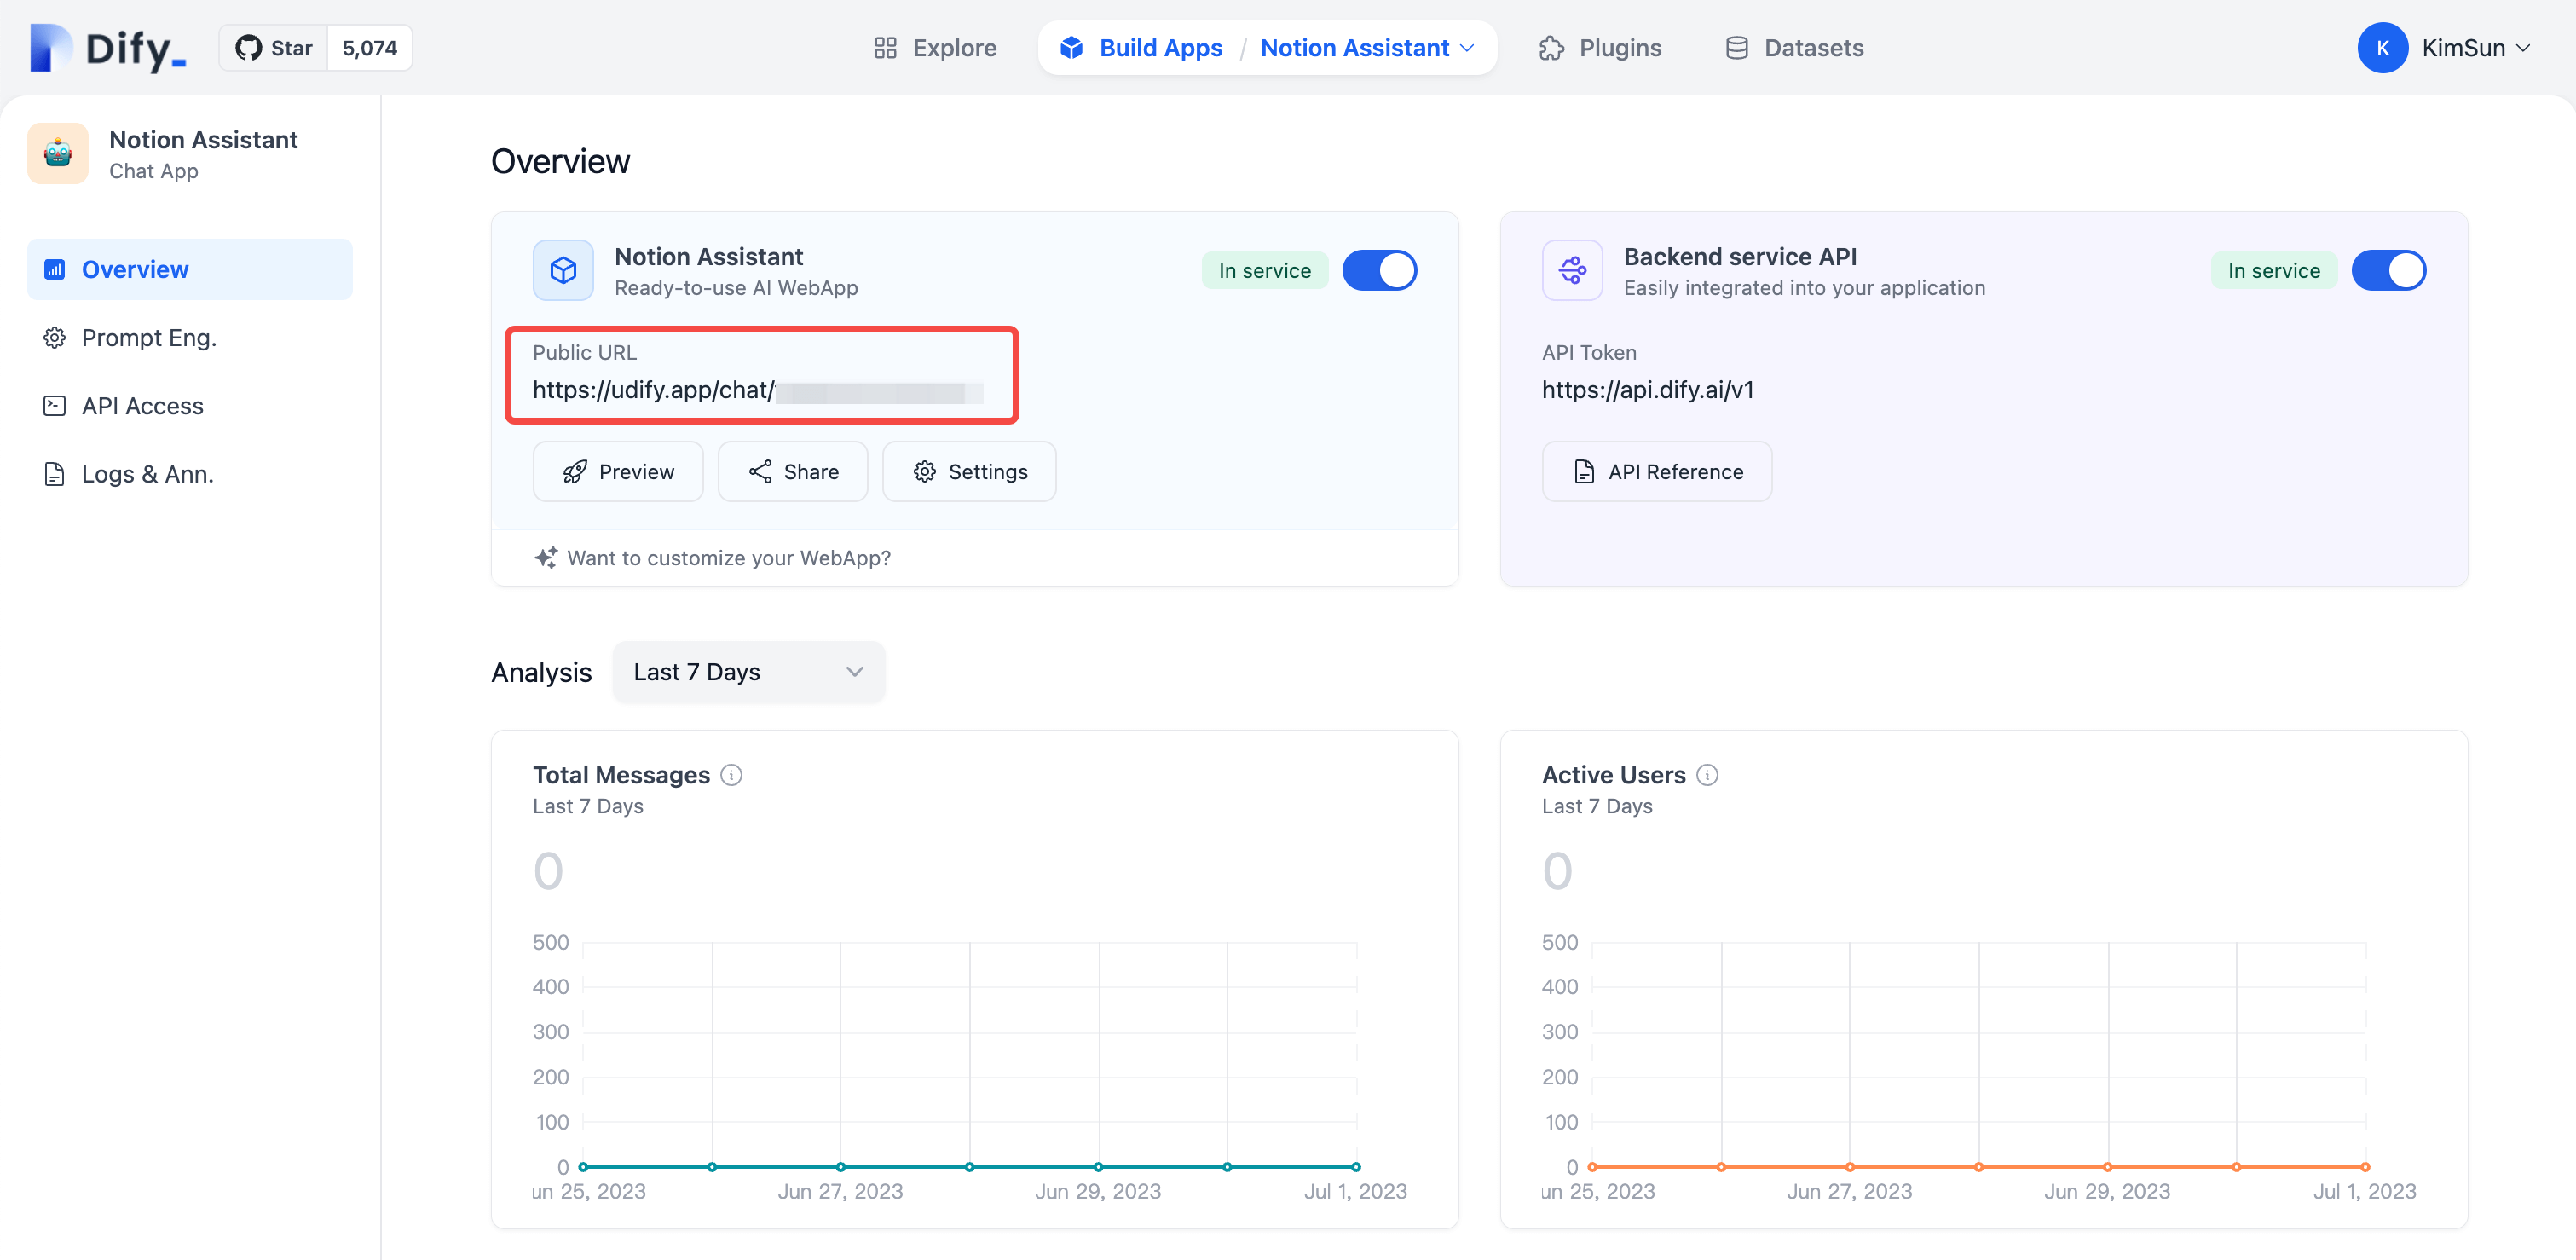 Dify_
Star 5,074
Explore
Build Apps / Notion Assistant
Plugins
Datasets
K KimSun
Notion Assistant
Chat App
Overview
Prompt Eng.
API Access
Logs & Ann.
Overview
Notion Assistant
Ready-to-use AI WebApp
In service
Public URL
https://udify.app/chat/
Preview
Share
Settings
Want to customize your WebApp?
Backend service API
Easily integrated into your application
In service
API Token
https://api.dify.ai/v1
API Reference
Analysis
Last 7 Days
Total Messages
Last 7 Days
0
500
400
300
200
100
0
un 25, 2023 Jun 27, 2023 Jun 29, 2023 Jul 1, 2023
Active Users
Last 7 Days
0
500
400
300
200
100
0
un 25, 2023 Jun 27, 2023 Jun 29, 2023 Jul 1, 2023